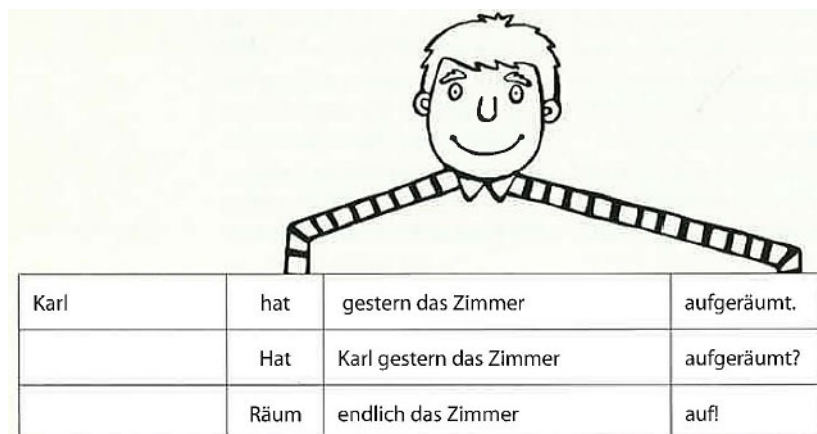 Karl hat gestern das Zimmer aufgeräumt.
Hat Karl gestern das Zimmer aufgeräumt?
Räum endlich das Zimmer auf!